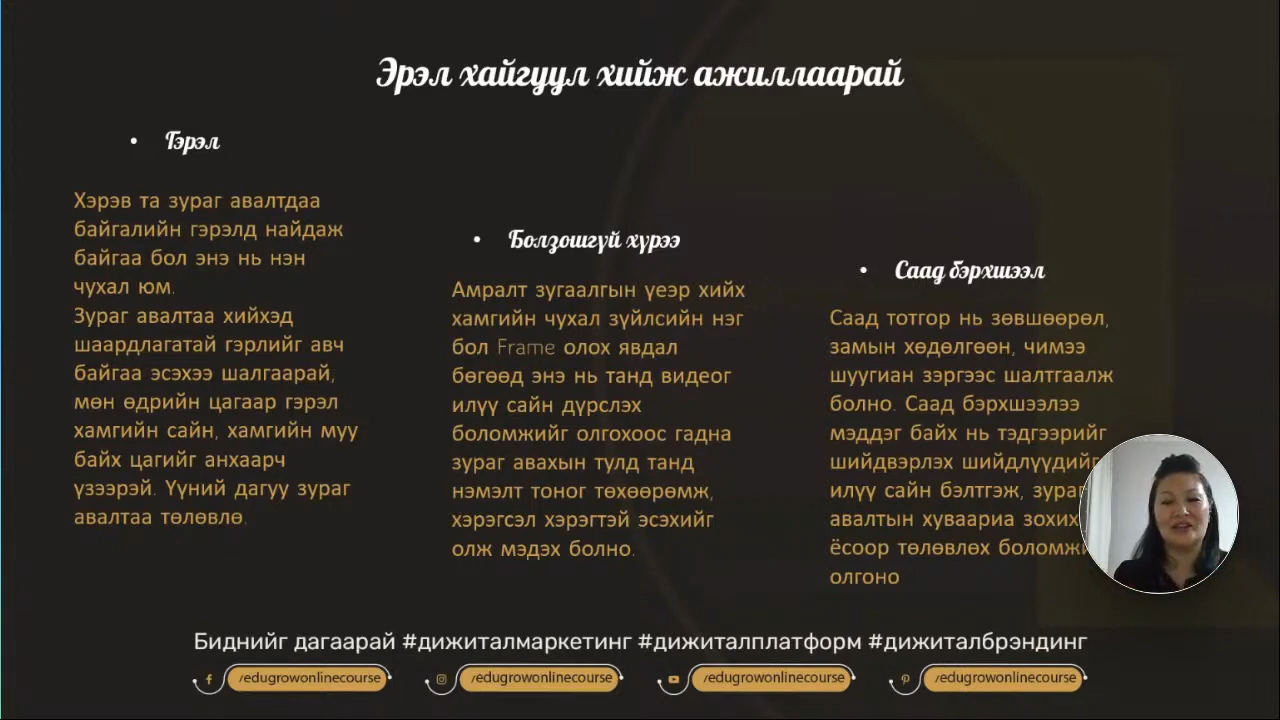 Эрэл хайгуул хийж ажиллаарай
• Гэрэл
Хэрэв та зураг авалтдаа
байгалийн гэрэлд найдаж
байгаа бол энэ нь нэн
чухал юм.
Зураг авалтаа хийхэд
шаардлагатай гэрлийг авч
байгаа эсэхээ шалгаарай,
мөн өдрийн цагаар гэрэл
хамгийн сайн, хамгийн муу
байх цагийг анхаарч
үзээрэй. Үүний дагуу зураг
авалтаа төлөвлө.
• Болзошгүй хүрээ
Амралт зугаалгын үеэр хийх
хамгийн чухал зүйлсийн нэг
бол Frame олох явдал
бөгөөд энэ нь танд видеог
илүү сайн дүрслэх
боломжийг олгохоос гадна
зураг авахын тулд танд
нэмэлт тоног төхөөрөмж,
хэрэгсэл хэрэгтэй эсэхийг
олж мэдэх болно.
• Саад бэрхшээл
Саад тотгор нь зөвшөөрөл,
замын хөдөлгөөн, чимээ
шуугиан зэргээс шалтгаалж
болно. Саад бэрхшээлээ
мэддэг байх нь тэдгээрийг
шийдвэрлэх шийдлүүдийг
илүү сайн бэлтгэж,
авалтын хуваариа
ёсоор төлөвлөх
олгоно
Биднийг дагаарай #дижиталмаркетинг #дижиталплатформ #дижиталбрэндинг
/edugrowonlinecourse /edugrowonlinecourse /edugrowonlinecourse /edugrowonlinecourse